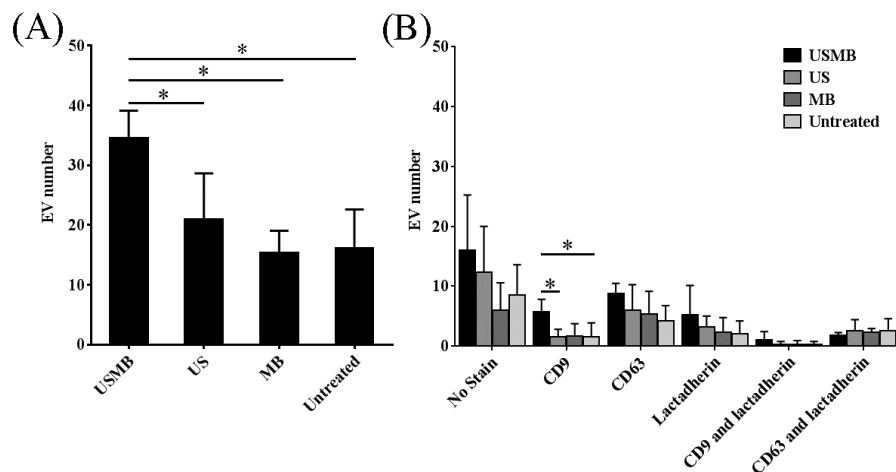 (A)
EV number
50
40
30
20
10
0
*
*
*
USMB
US
MB
Untreated
(B)
EV number
50
40
30
20
10
0
USMB
US
MB
Untreated
*
*
No Stain
CD9
CD63
Lactadherin
CD9 and lactadherin
CD63 and lactadherin